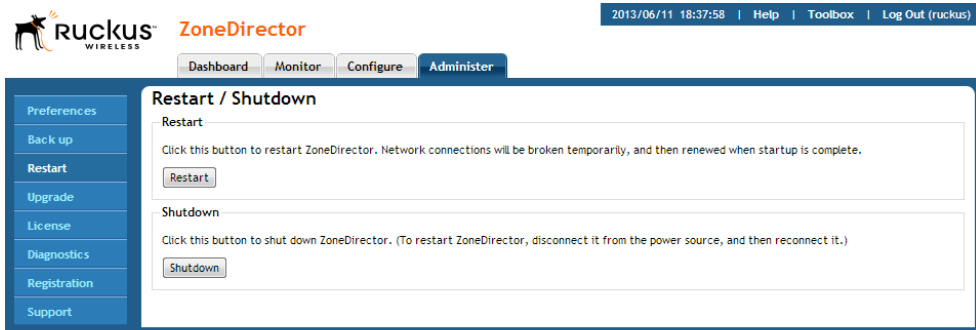 2013/06/11 18:37:58 | Help | Toolbox | Log Out (ruckus)
RUCKUS
WIRELESS
ZoneDirector
Dashboard Monitor Configure Administer
Preferences
Back up
Restart
Upgrade
License
Diagnostics
Registration
Support
Restart / Shutdown
Restart
Click this button to restart ZoneDirector. Network connections will be broken temporarily, and then renewed when startup is complete.
Restart
Shutdown
Click this button to shut down ZoneDirector. (To restart ZoneDirector, disconnect it from the power source, and then reconnect it.)
Shutdown